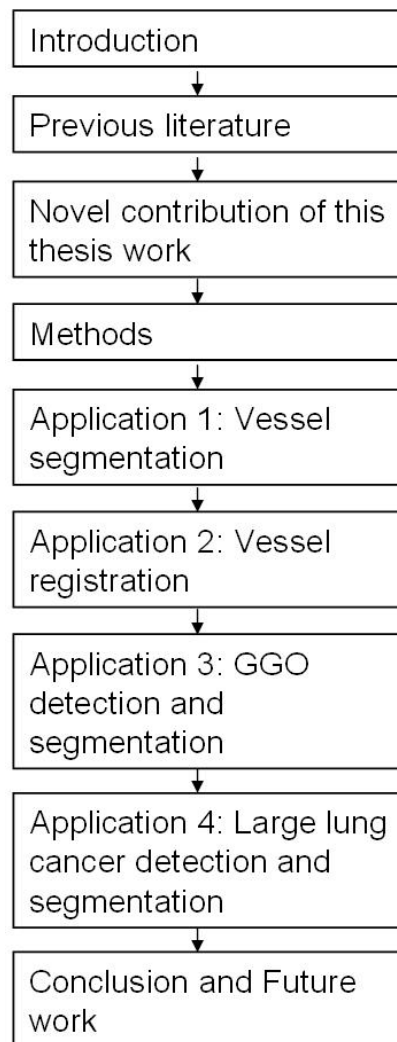 Introduction
Previous literature
Novel contribution of this
thesis work
Methods
Application 1: Vessel
segmentation
Application 2: Vessel
registration
Application 3: GGO
detection and
segmentation
Application 4: Large lung
cancer detection and
segmentation
Conclusion and Future
work